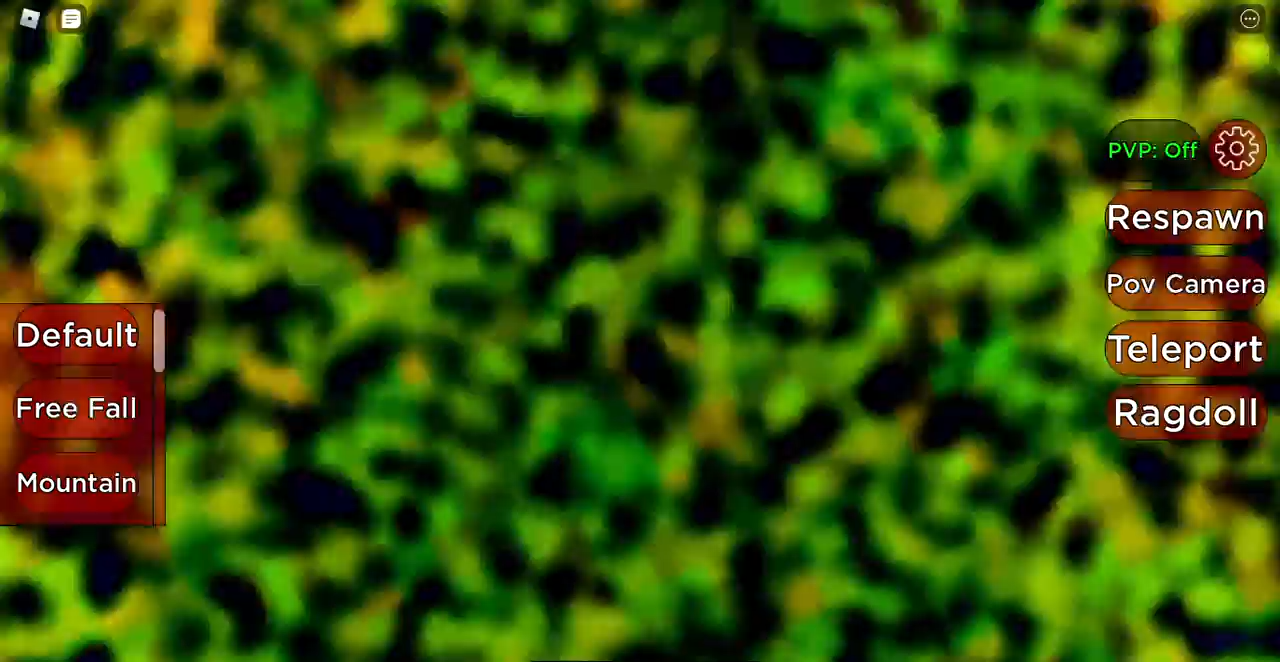 PVP: Off
Respawn
Pov Camera
Teleport
Ragdoll
Default
Free Fall
Mountain